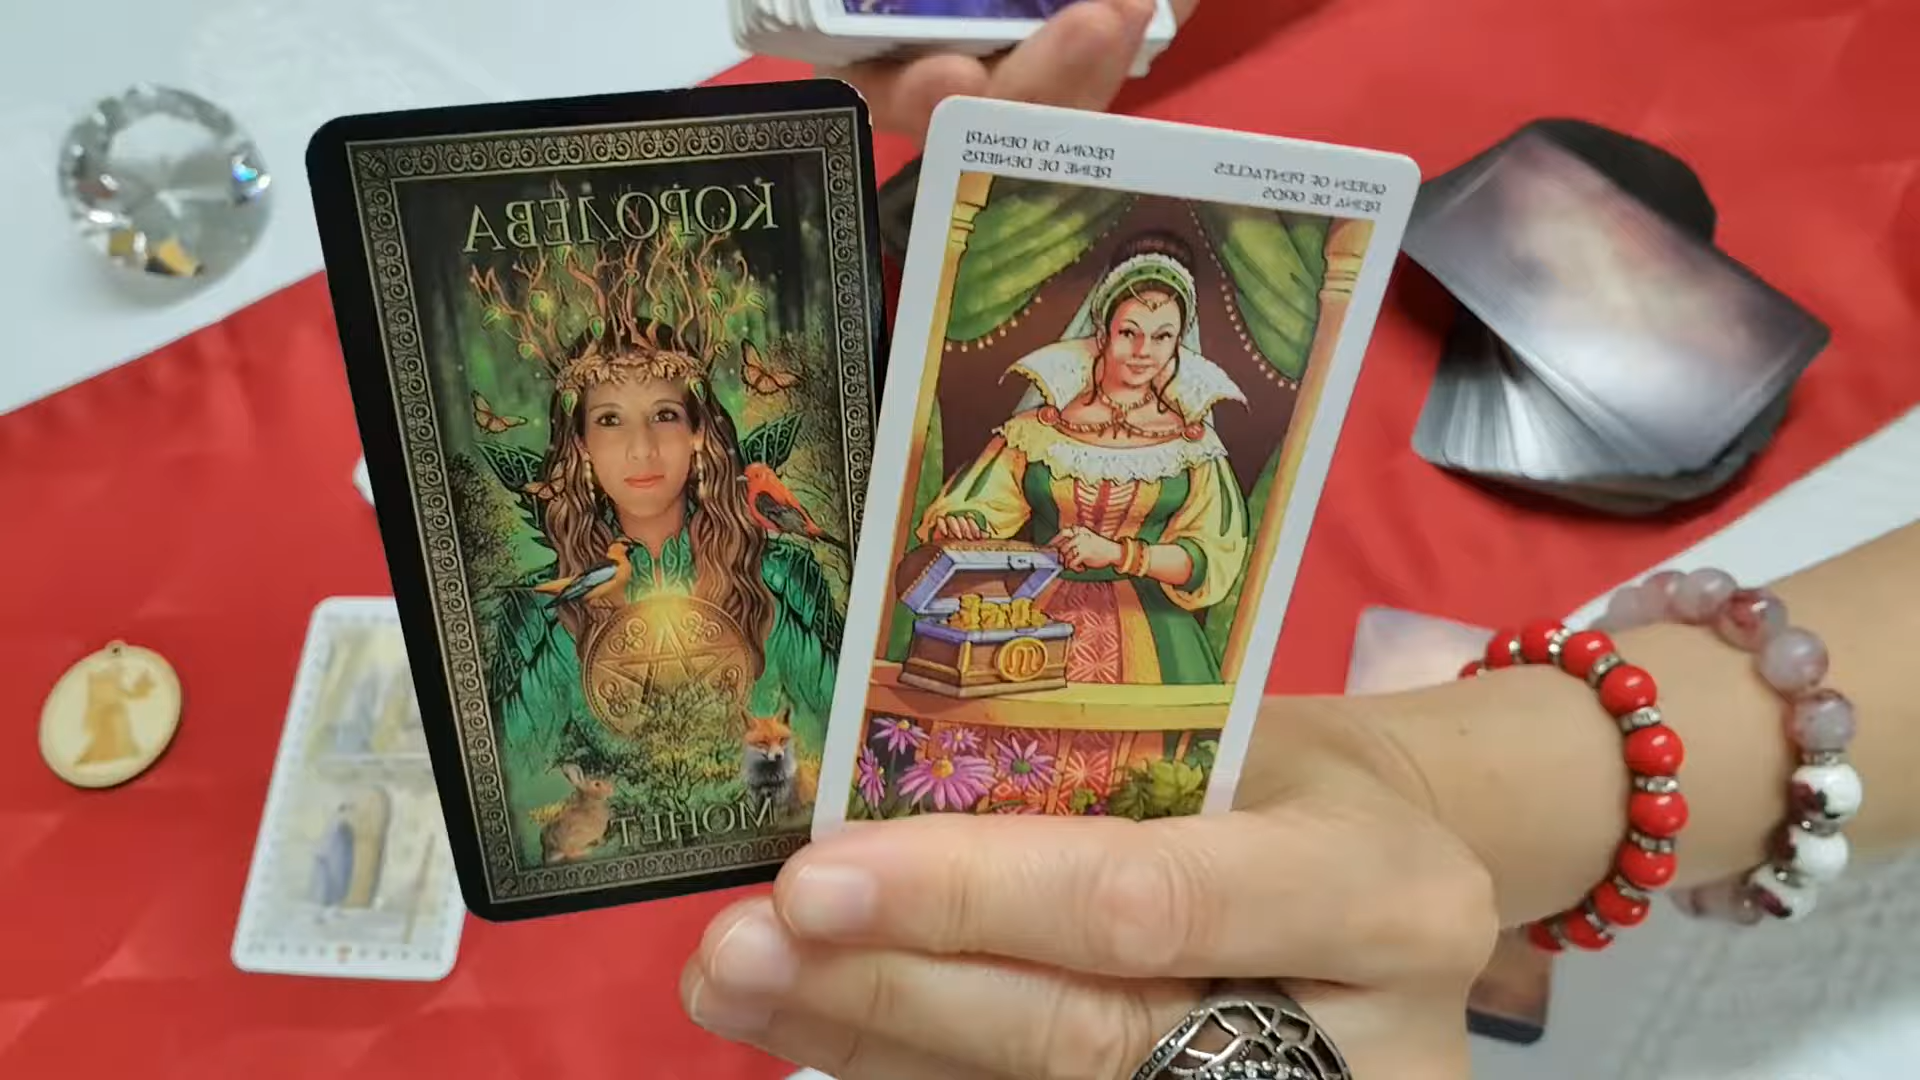 КОРОЛЕВА
МОНЕТ
REGINA DI DENARI
REINE DE DENIERS
QUEEN OF PENTACLES
REINA DE OROS